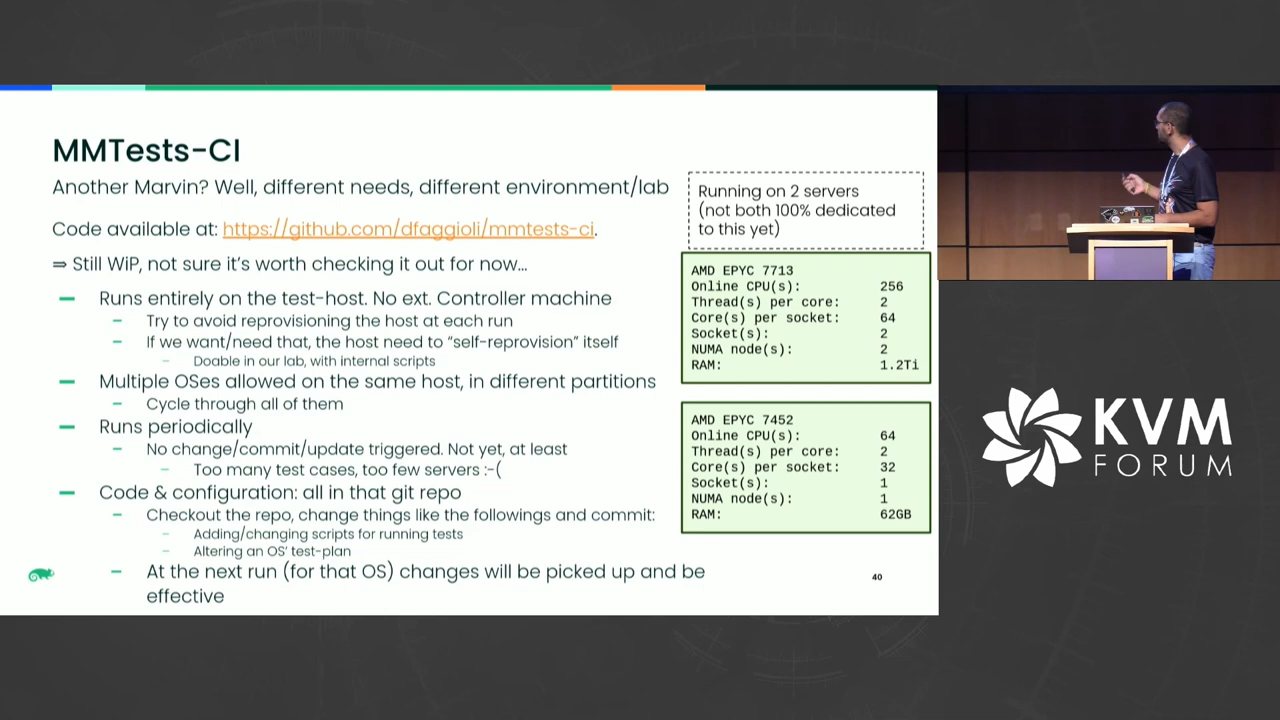 MMTests-CI
Another Marvin? Well, different needs, different environment/lab
Code available at: https://github.com/dfaggioli/mmtests-ci.
⇒ Still WiP, not sure it's worth checking it out for now…
– Runs entirely on the test-host. No ext. Controller machine
– Try to avoid reprovisioning the host at each run
– If we want/need that, the host need to “self-reprovision” itself
– Doable in our lab, with internal scripts
– Multiple OSes allowed on the same host, in different partitions
– Cycle through all of them
– Runs periodically
– No change/commit/update triggered. Not yet, at least
– Too many test cases, too few servers :-(
– Code & configuration: all in that git repo
– Checkout the repo, change things like the followings and commit:
– Adding/changing scripts for running tests
– Altering an OS' test-plan
– At the next run (for that OS) changes will be picked up and be
effective
Running on 2 servers
(not both 100% dedicated
to this yet)
AMD EPYC 7713
Online CPU(s): 256
Thread(s) per core: 2
Core(s) per socket: 64
Socket(s): 2
NUMA node(s): 2
RAM: 1.2Ti
AMD EPYC 7452
Online CPU(s): 64
Thread(s) per core: 2
Core(s) per socket: 32
Socket(s): 1
NUMA node(s): 1
RAM: 62GB
40
KVM
FORUM